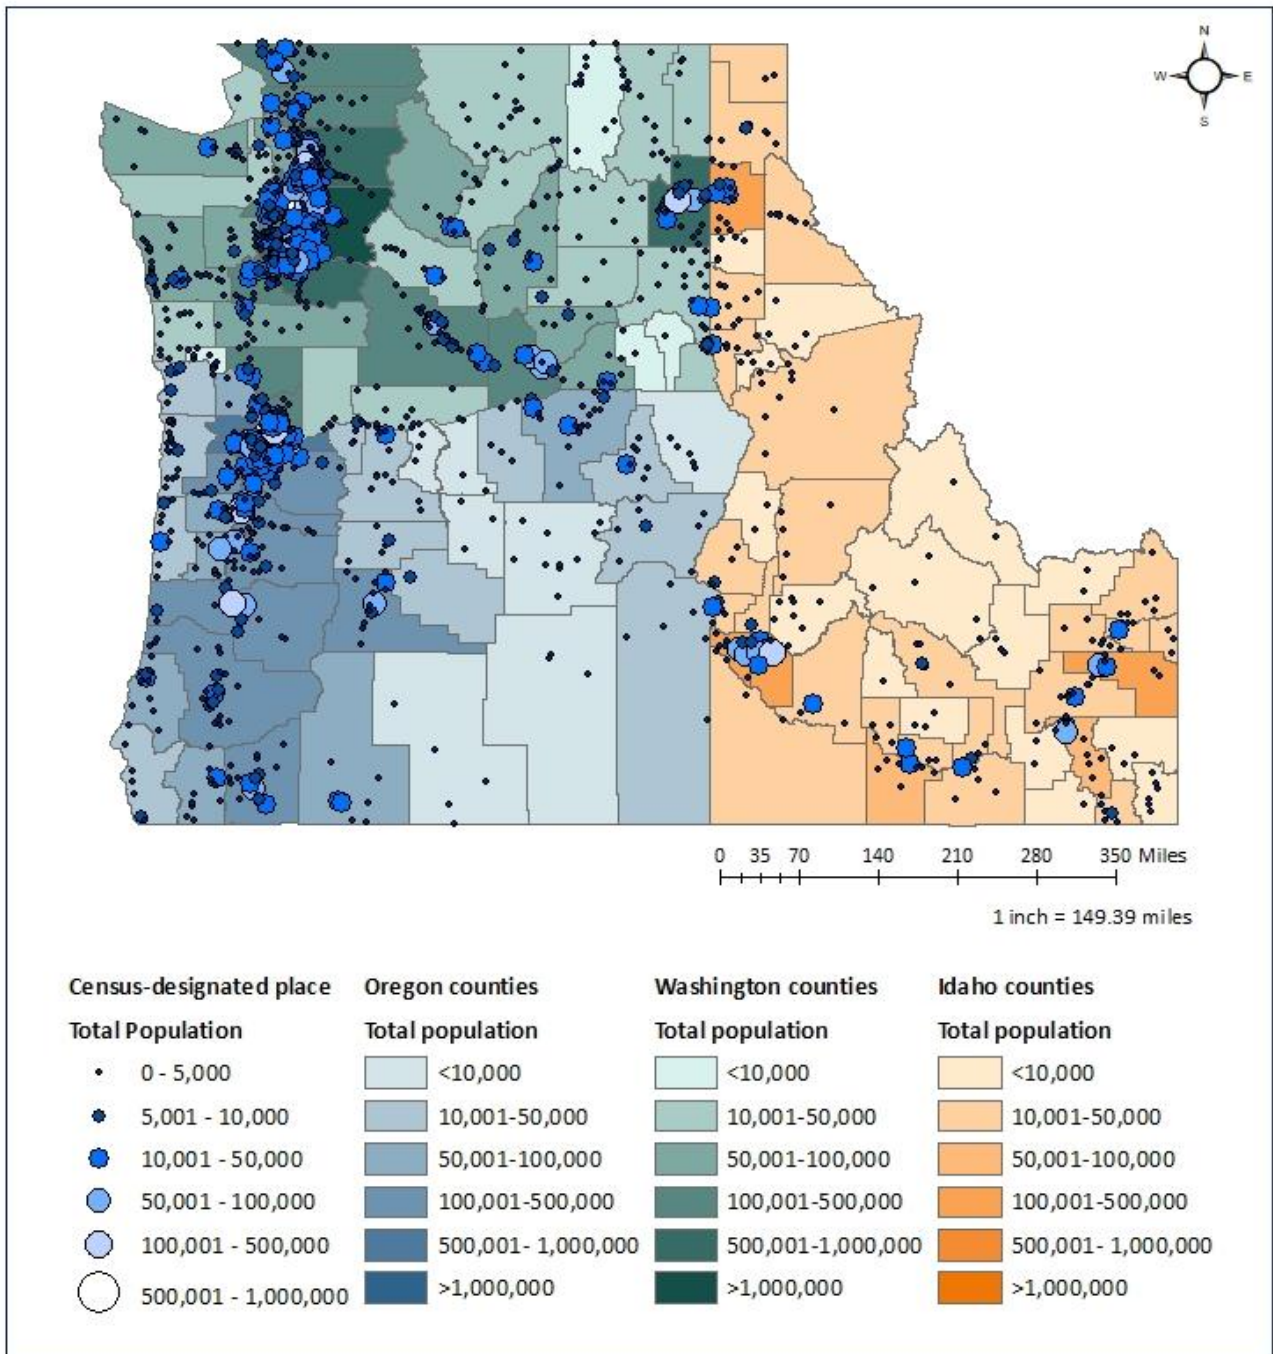 N
W E
S
0 35 70 140 210 280 350 Miles
1 inch = 149.39 miles
Census-designated place
Total Population
0 - 5,000
5,001 - 10,000
10,001 - 50,000
50,001 - 100,000
100,001 - 500,000
500,001 - 1,000,000
Oregon counties
Total population
<10,000
10,001-50,000
50,001-100,000
100,001-500,000
500,001- 1,000,000
>1,000,000
Washington counties
Total population
<10,000
10,001-50,000
50,001-100,000
100,001-500,000
500,001-1,000,000
>1,000,000
Idaho counties
Total population
<10,000
10,001-50,000
50,001-100,000
100,001-500,000
500,001- 1,000,000
>1,000,000